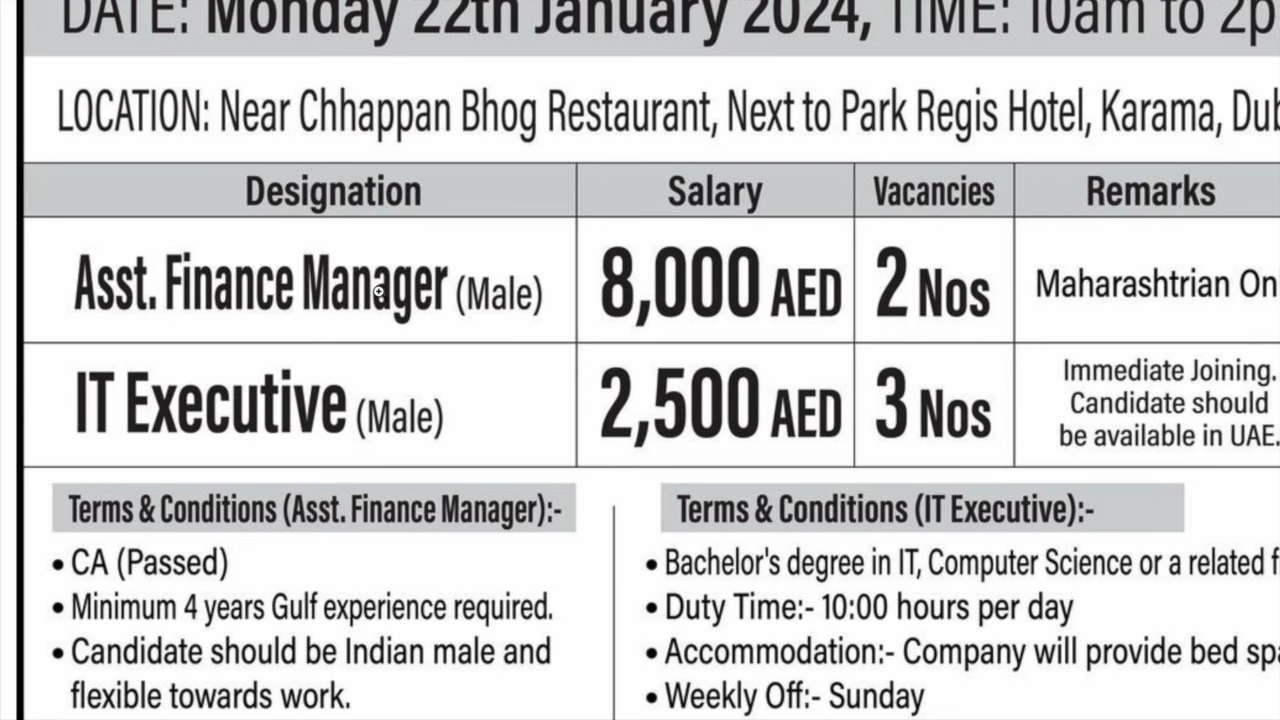 DATE: Monday 22th January 2024, TIME: 10am to 2p
LOCATION: Near Chhappan Bhog Restaurant, Next to Park Regis Hotel, Karama, Dub
Designation Salary Vacancies Remarks
Asst. Finance Manager (Male) 8,000 AED 2 Nos Maharashtrian On
IT Executive (Male) 2,500 AED 3 Nos Immediate Joining.
Candidate should
be available in UAE.
Terms & Conditions (Asst. Finance Manager):-
• CA (Passed)
• Minimum 4 years Gulf experience required.
• Candidate should be Indian male and
flexible towards work.
Terms & Conditions (IT Executive):-
• Bachelor's degree in IT, Computer Science or a related f
• Duty Time:- 10:00 hours per day
• Accommodation:- Company will provide bed spa
• Weekly Off:- Sunday